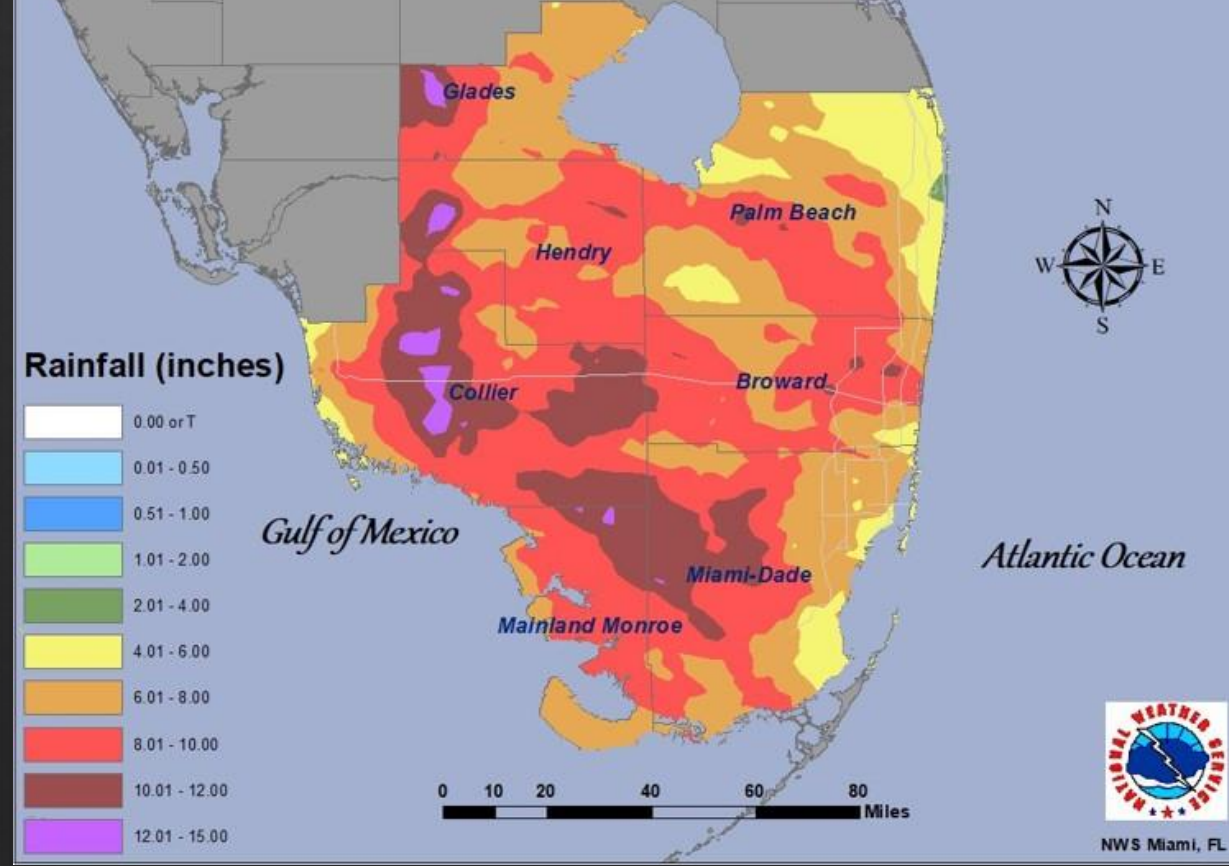 Glades
Palm Beach
Hendry
N
W
E
S
Rainfall (inches)
0.00 or T
0.01 - 0.50
0.51 - 1.00
1.01 - 2.00
2.01 - 4.00
4.01 - 6.00
6.01 - 8.00
8.01 - 10.00
10.01 - 12.00
12.01 - 15.00
Collier
Broward
Gulf of Mexico
Atlantic Ocean
Miami-Dade
Mainland Monroe
0 10 20 40 60 80
Miles
NATIONAL WEATHER SERVICE
NWS Miami, FL